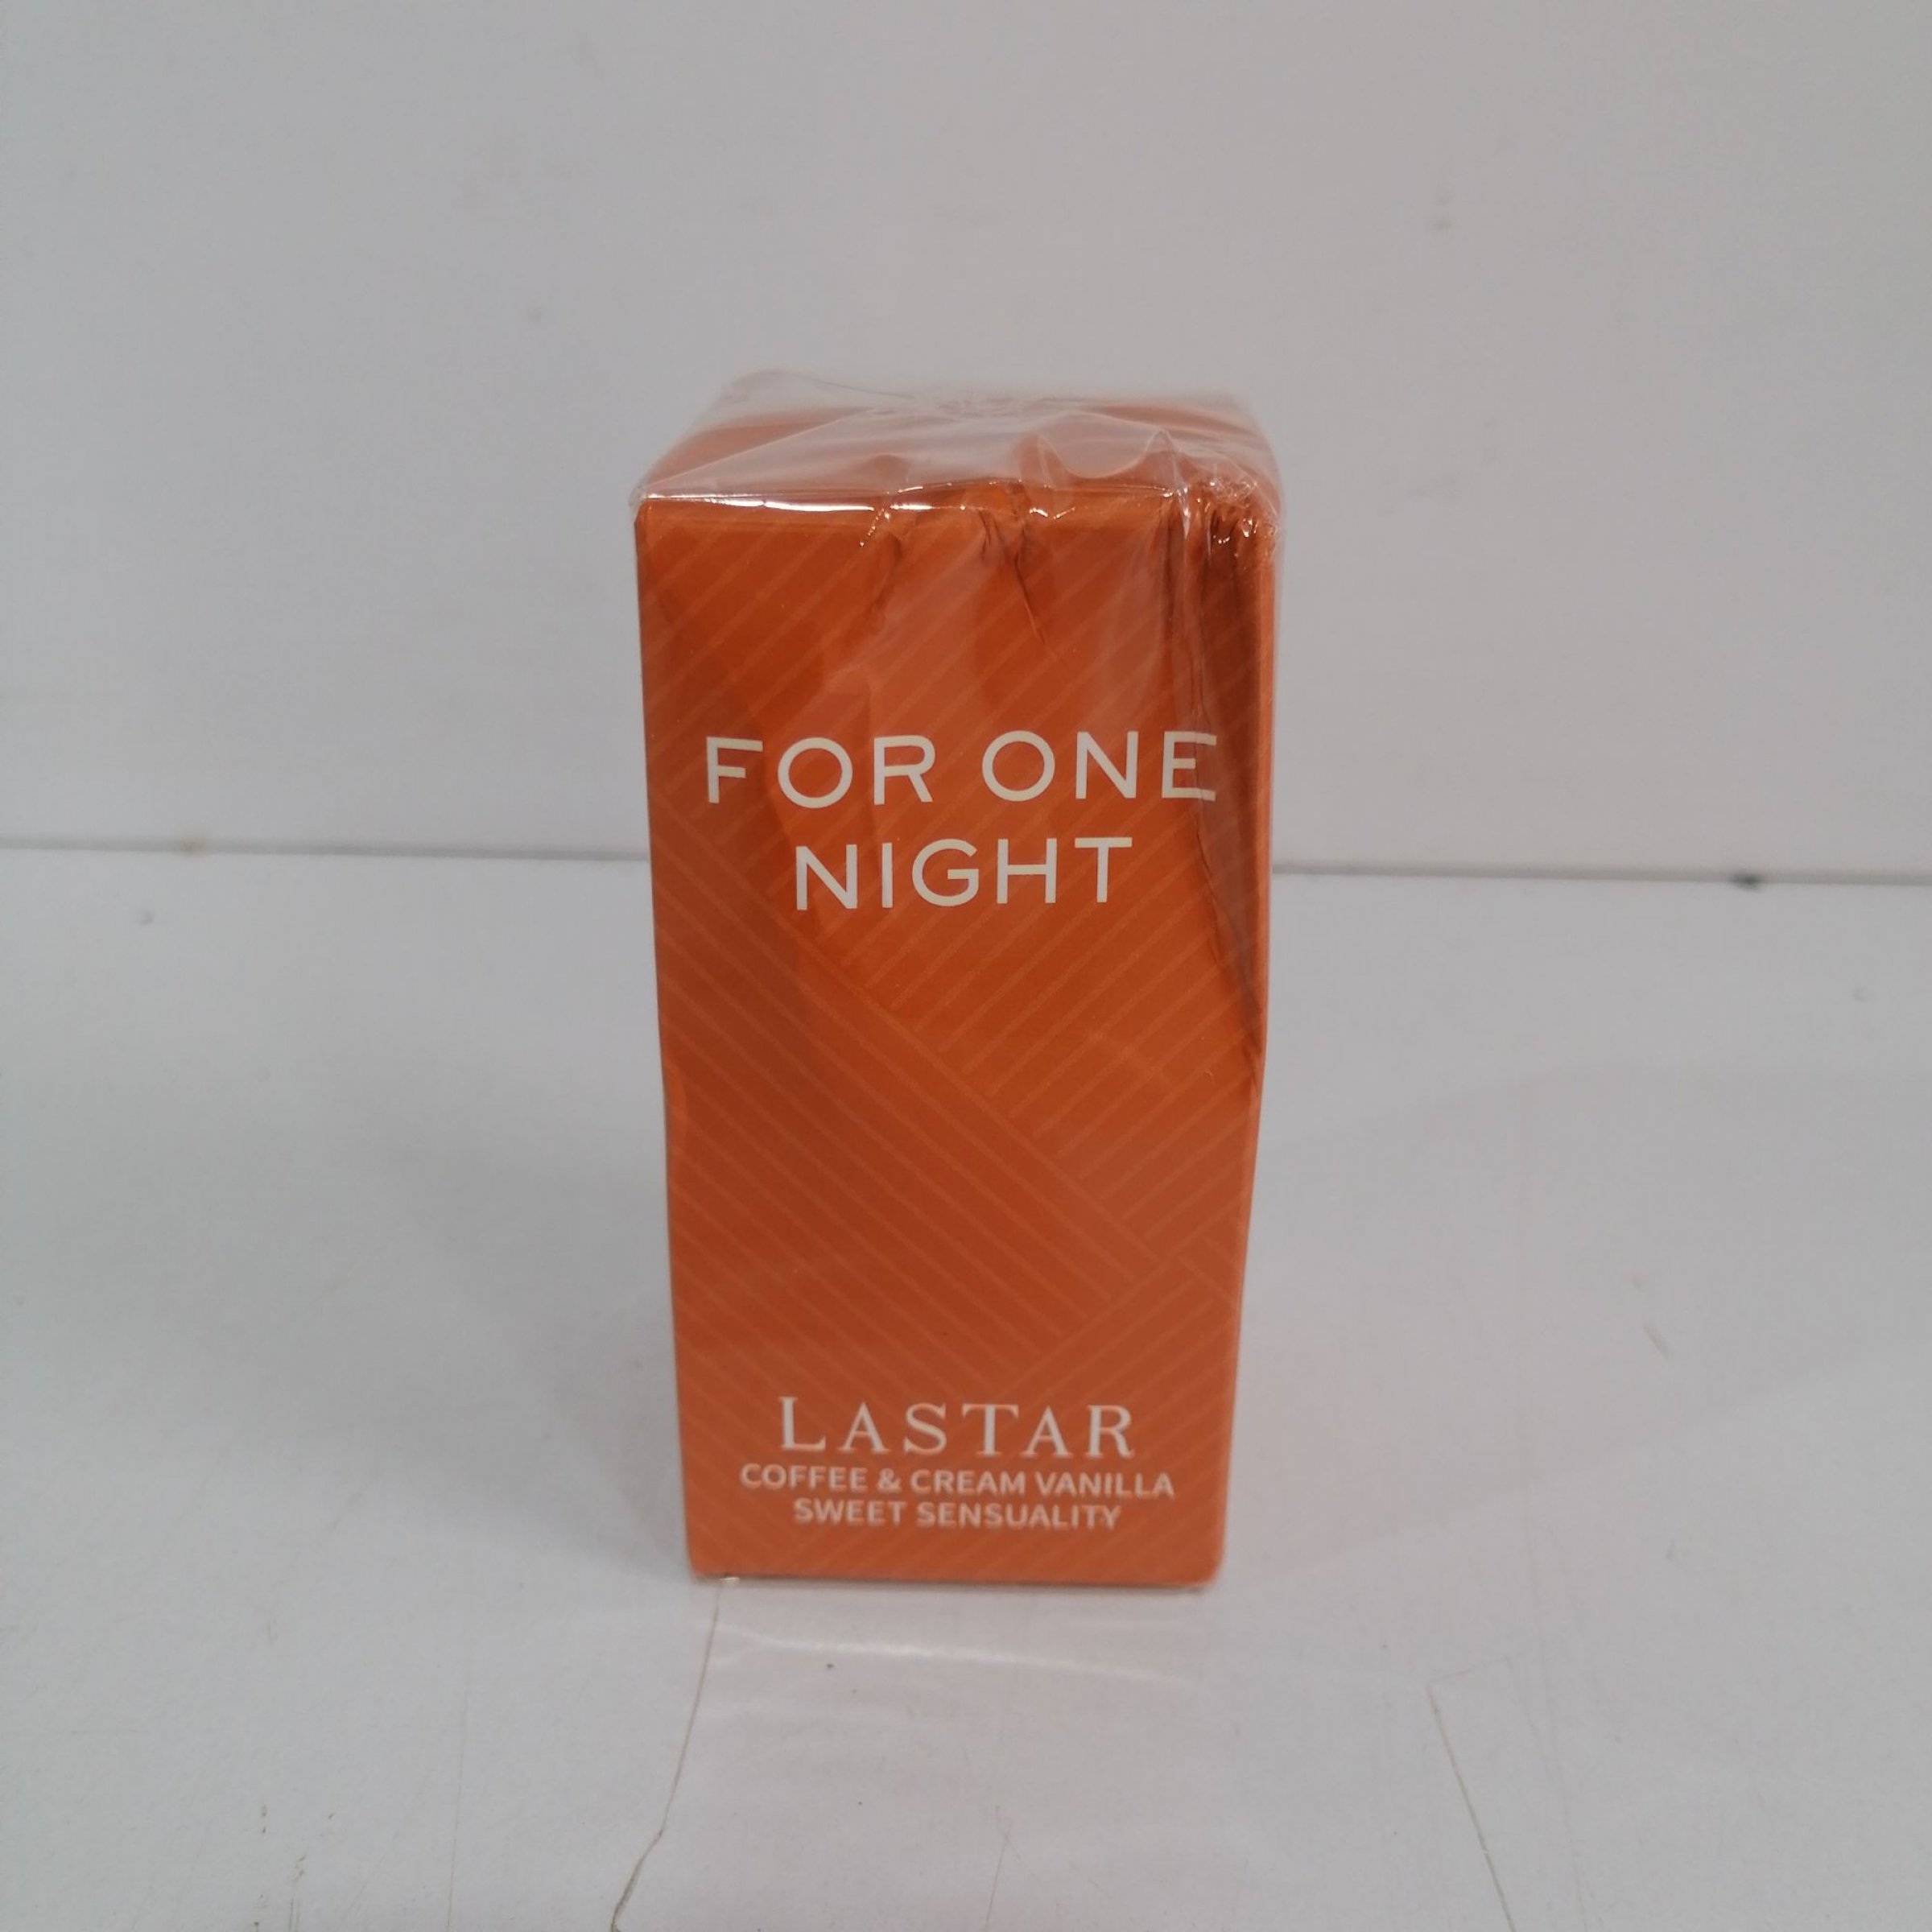 FOR ONE
NIGHT
LASTAR
COFFEE & CREAM VANILLA
SWEET SENSUALITY